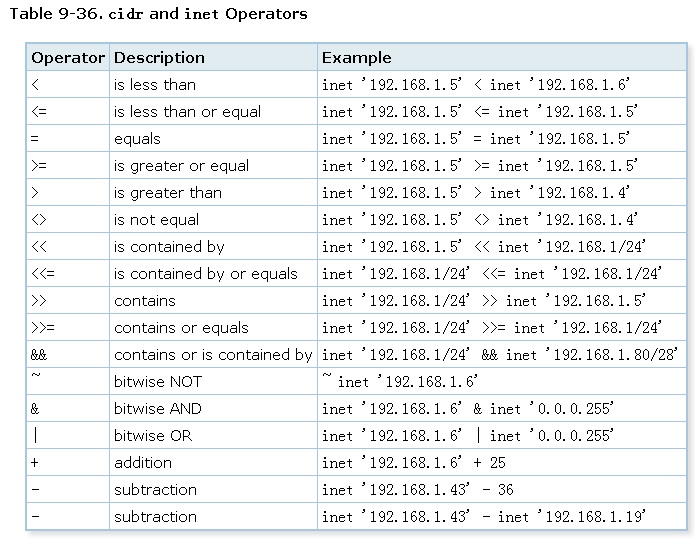 Table 9-36. cidr and inet Operators
Operator Description Example
< is less than inet '192.168.1.5' < inet '192.168.1.6'
<= is less than or equal inet '192.168.1.5' <= inet '192.168.1.5'
= equals inet '192.168.1.5' = inet '192.168.1.5'
>= is greater or equal inet '192.168.1.5' >= inet '192.168.1.5'
> is greater than inet '192.168.1.5' > inet '192.168.1.4'
<> is not equal inet '192.168.1.5' <> inet '192.168.1.4'
<< is contained by inet '192.168.1.5' << inet '192.168.1/24'
<<= is contained by or equals inet '192.168.1/24' <<= inet '192.168.1/24'
>> contains inet '192.168.1/24' >> inet '192.168.1.5'
>>= contains or equals inet '192.168.1/24' >>= inet '192.168.1/24'
&& contains or is contained by inet '192.168.1/24' && inet '192.168.1.80/28'
~ bitwise NOT ~ inet '192.168.1.6'
& bitwise AND inet '192.168.1.6' & inet '0.0.0.255'
| bitwise OR inet '192.168.1.6' | inet '0.0.0.255'
+ addition inet '192.168.1.6' + 25
- subtraction inet '192.168.1.43' - 36
- subtraction inet '192.168.1.43' - inet '192.168.1.19'